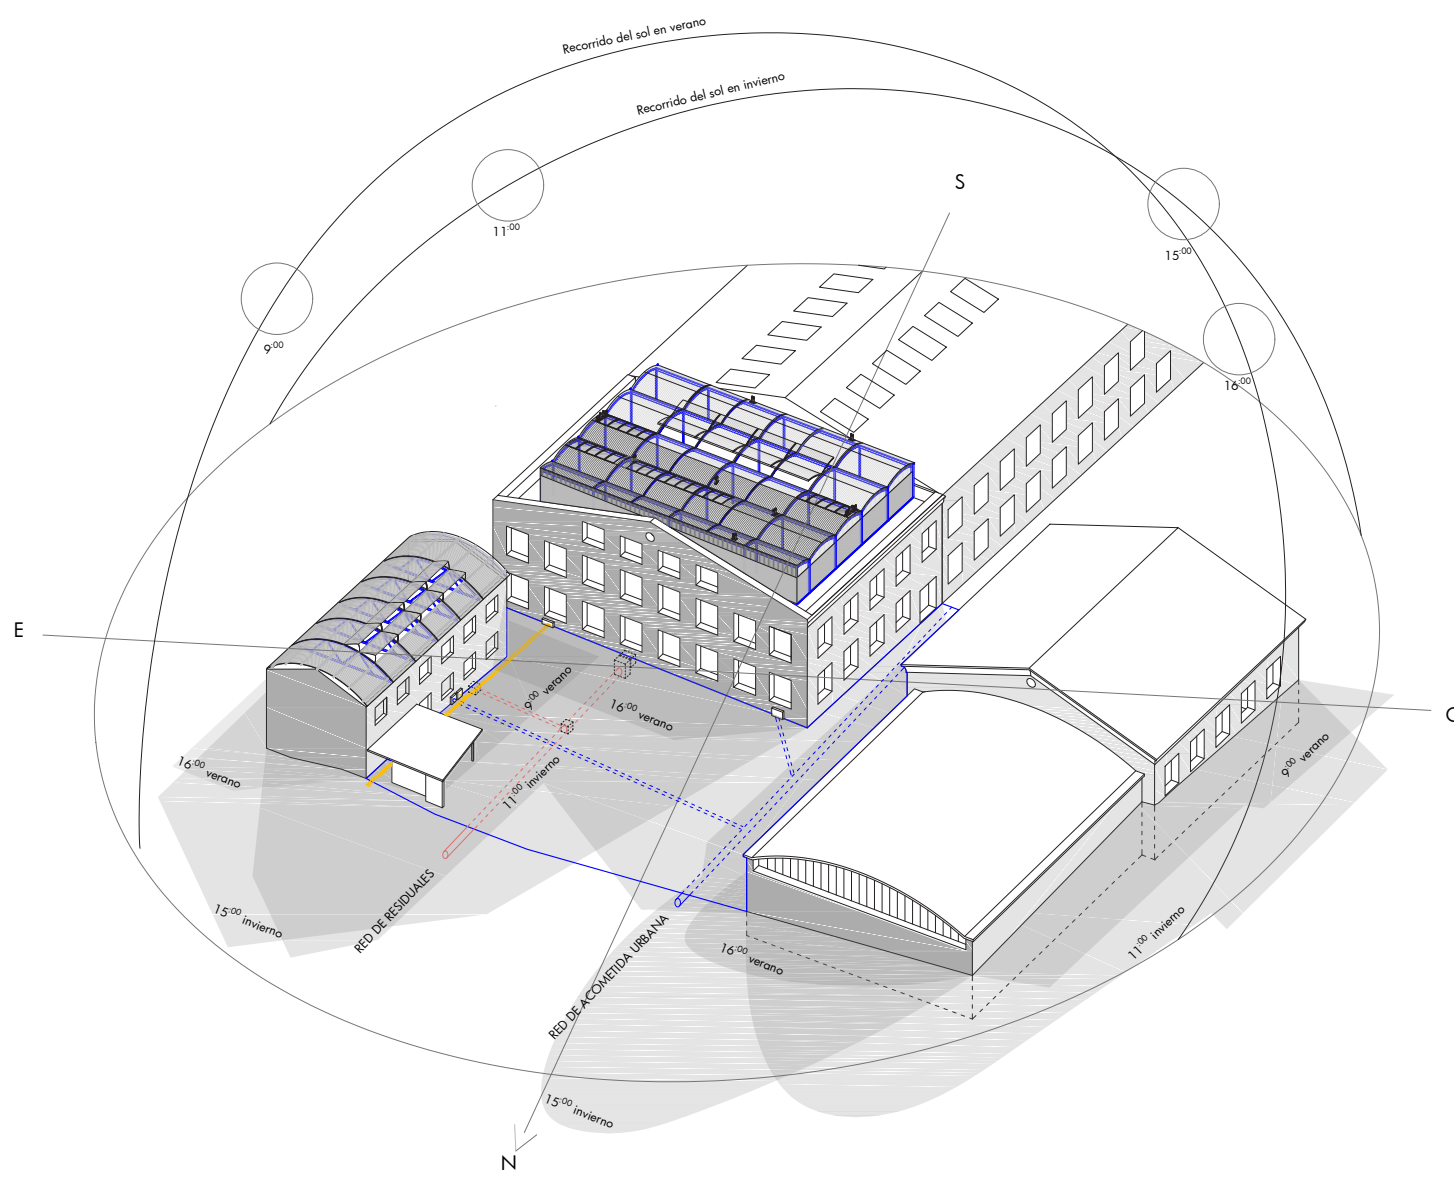 Recorrido del sol en verano
Recorrido del sol en invierno
S
11:00
15:00
9:00
16:00
E
O
9:00 verano
16:00 verano
9:00 verano
16:00 verano
11:00 invierno
RED DE RESIDUALES
15:00 invierno
RED DE ACOMETIDA URBANA
16:00 verano
11:00 invierno
15:00 invierno
N